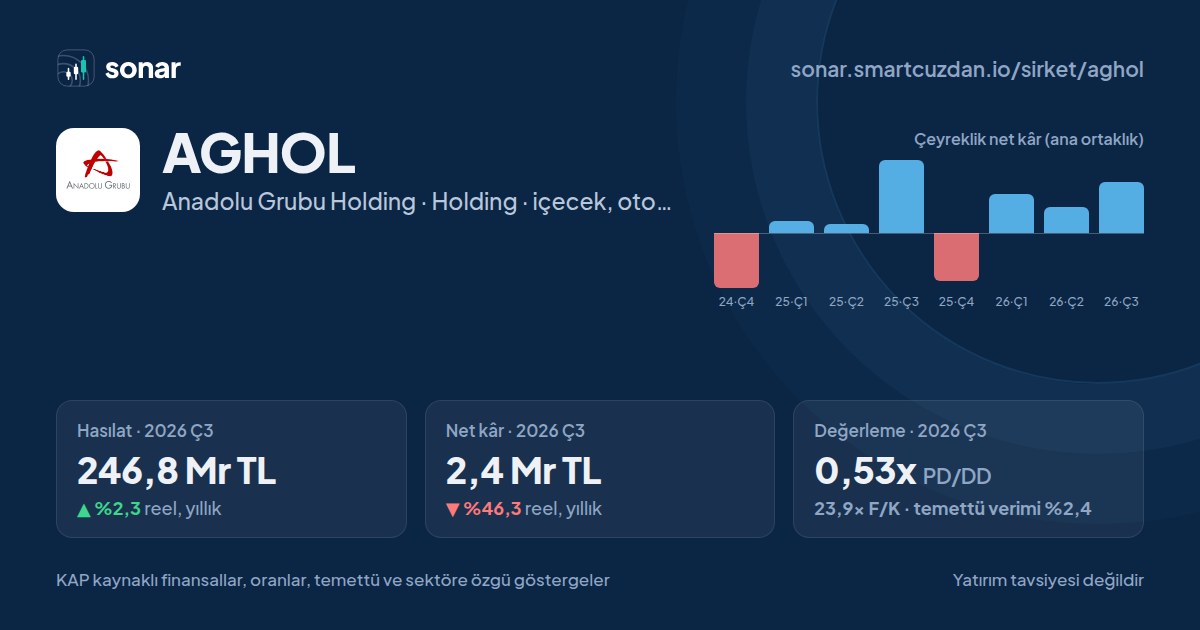 sonar
sonar.smartcuzdan.io/sirket/aghol
ANADOLU GRUBU
AGHOL
Anadolu Grubu Holding · Holding · içecek, oto...
Çeyreklik net kâr (ana ortaklık)
24·Ç4 25·Ç1 25·Ç2 25·Ç3 25·Ç4 26·Ç1 26·Ç2 26·Ç3
Hasılat · 2026 Ç3
246,8 Mr TL
▲ %2,3 reel, yıllık
Net kâr · 2026 Ç3
2,4 Mr TL
▼ %46,3 reel, yıllık
Değerleme · 2026 Ç3
0,53x PD/DD
23,9× F/K · temettü verimi %2,4
KAP kaynaklı finansallar, oranlar, temettü ve sektöre özgü göstergeler
Yatırım tavsiyesi değildir